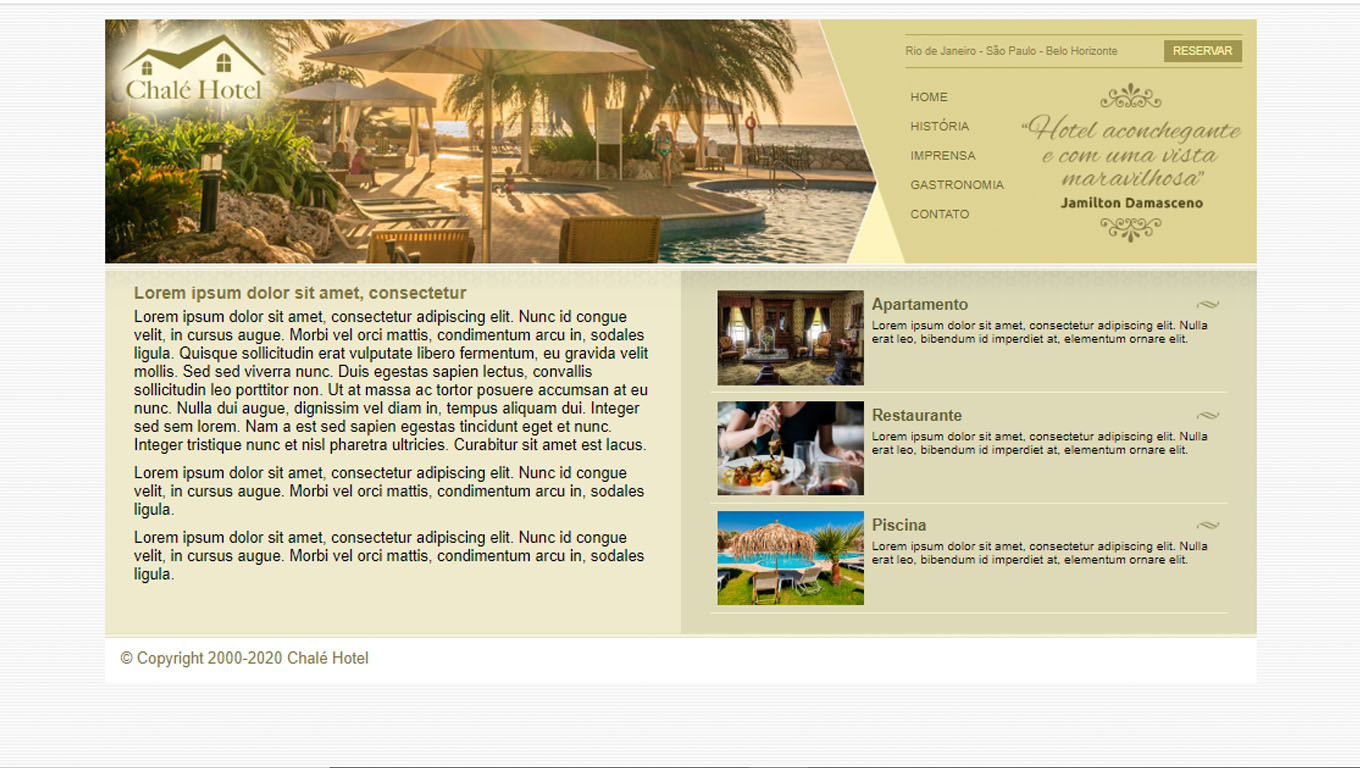 Chalé Hotel
Rio de Janeiro - São Paulo - Belo Horizonte
RESERVAR
HOME
HISTÓRIA
IMPRENSA
GASTRONOMIA
CONTATO
“Hotel aconchegante
e com uma vista
maravilhosa”
Jamilton Damasceno
Lorem ipsum dolor sit amet, consectetur
Lorem ipsum dolor sit amet, consectetur adipiscing elit. Nunc id congue
velit, in cursus augue. Morbi vel orci mattis, condimentum arcu in, sodales
ligula. Quisque sollicitudin erat vulputate libero fermentum, eu gravida velit
mollis. Sed sed viverra nunc. Duis egestas sapien lectus, convallis
sollicitudin leo porttitor non. Ut at massa ac tortor posuere accumsan at eu
nunc. Nulla dui augue, dignissim vel diam in, tempus aliquam dui. Integer
sed sem lorem. Nam a est sed sapien egestas tincidunt eget et nunc.
Integer tristique nunc et nisl pharetra ultricies. Curabitur sit amet est lacus.
Lorem ipsum dolor sit amet, consectetur adipiscing elit. Nunc id congue
velit, in cursus augue. Morbi vel orci mattis, condimentum arcu in, sodales
ligula.
Lorem ipsum dolor sit amet, consectetur adipiscing elit. Nunc id congue
velit, in cursus augue. Morbi vel orci mattis, condimentum arcu in, sodales
ligula.
Apartamento
Lorem ipsum dolor sit amet, consectetur adipiscing elit. Nulla
erat leo, bibendum id imperdiet at, elementum ornare elit.
Restaurante
Lorem ipsum dolor sit amet, consectetur adipiscing elit. Nulla
erat leo, bibendum id imperdiet at, elementum ornare elit.
Piscina
Lorem ipsum dolor sit amet, consectetur adipiscing elit. Nulla
erat leo, bibendum id imperdiet at, elementum ornare elit.
© Copyright 2000-2020 Chalé Hotel